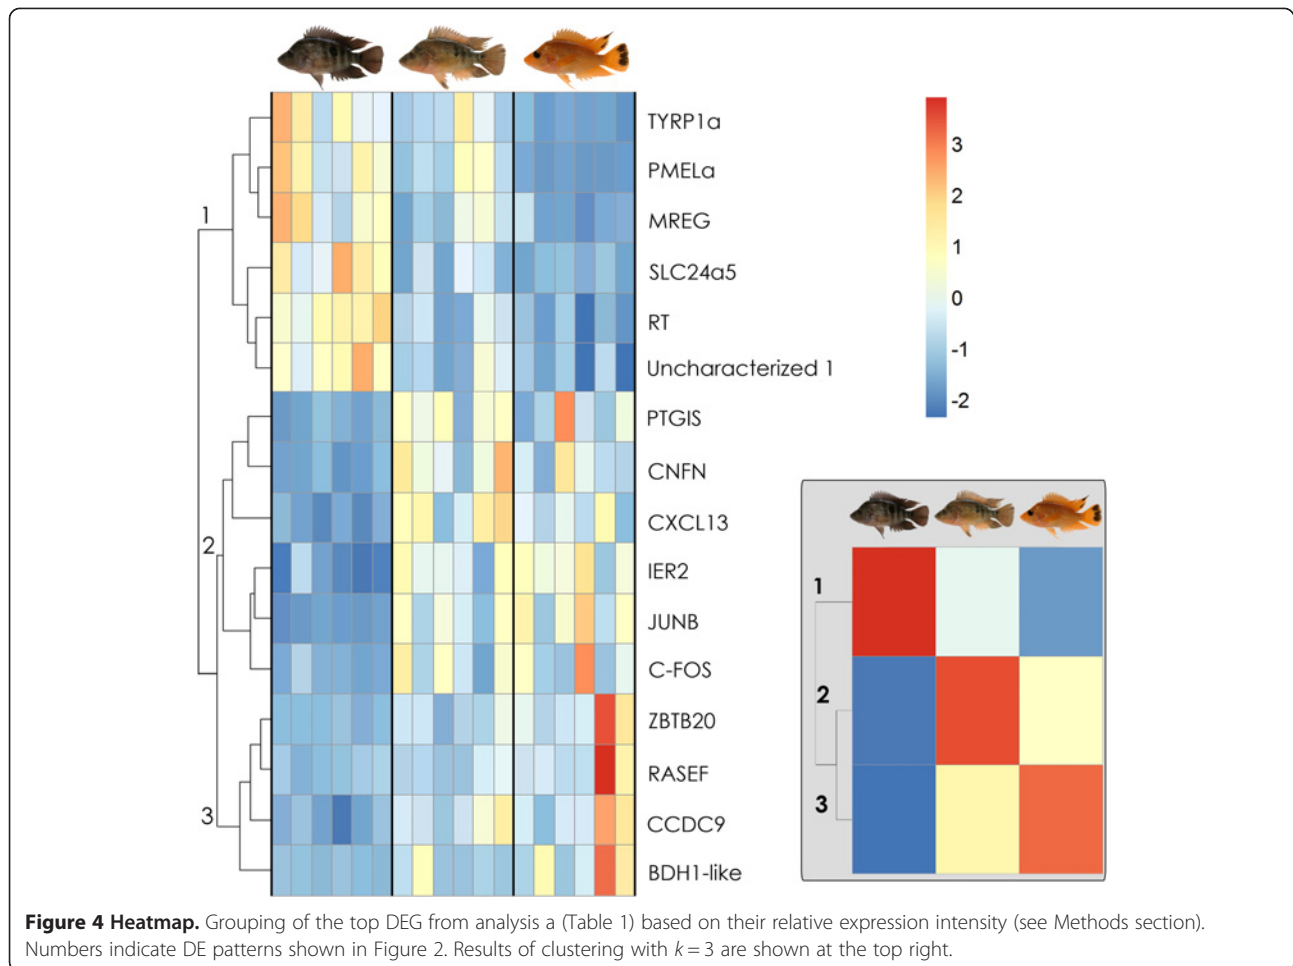 TYRP1a
PMELa
1
MREG
SLC24a5
RT
Uncharacterized 1
PTGIS
CNFN
CXCL13
2
IER2
JUNB
C-FOS
ZBTB20
RASEF
3
CCDC9
BDH1-like
3
2
1
0
-1
-2
1
2
3
Figure 4 Heatmap. Grouping of the top DEG from analysis a (Table 1) based on their relative expression intensity (see Methods section).
Numbers indicate DE patterns shown in Figure 2. Results of clustering with k = 3 are shown at the top right.